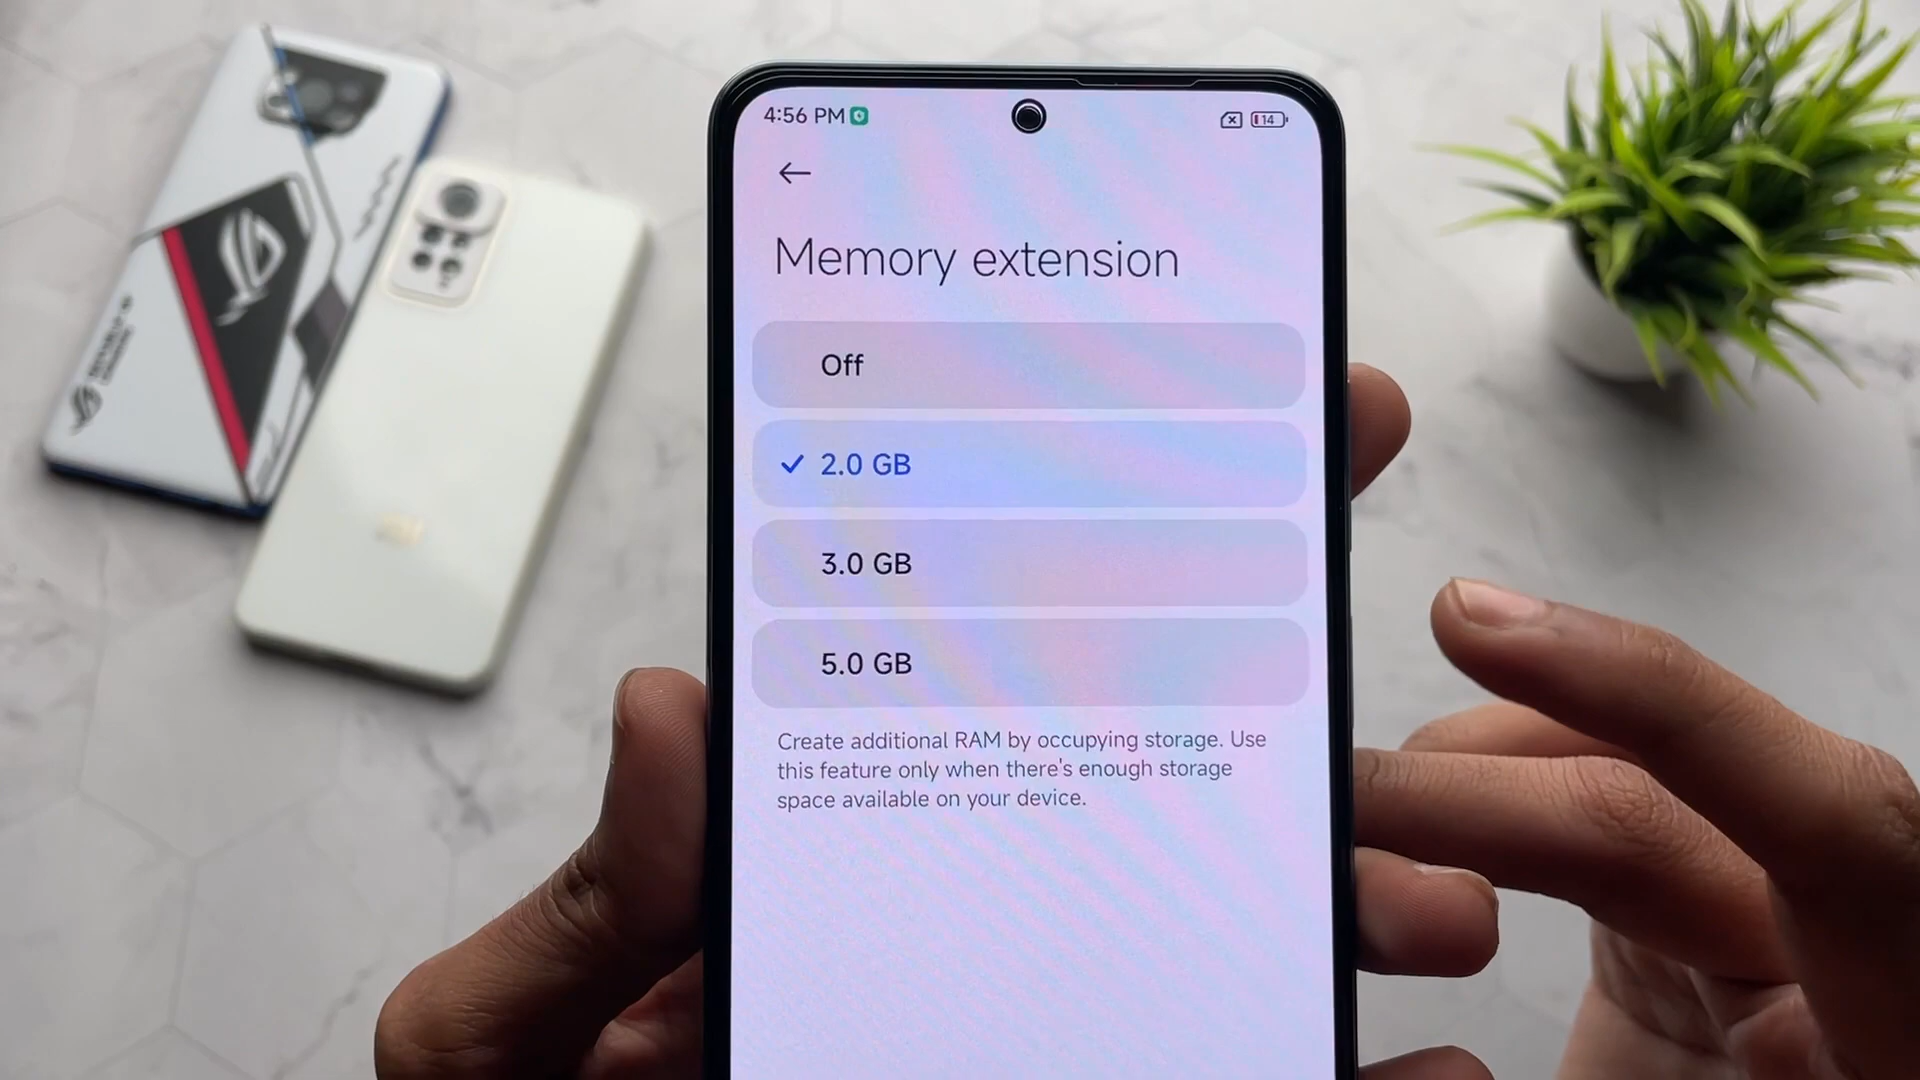 4:56 PM
14
Memory extension
Off
2.0 GB
3.0 GB
5.0 GB
Create additional RAM by occupying storage. Use
this feature only when there's enough storage
space available on your device.